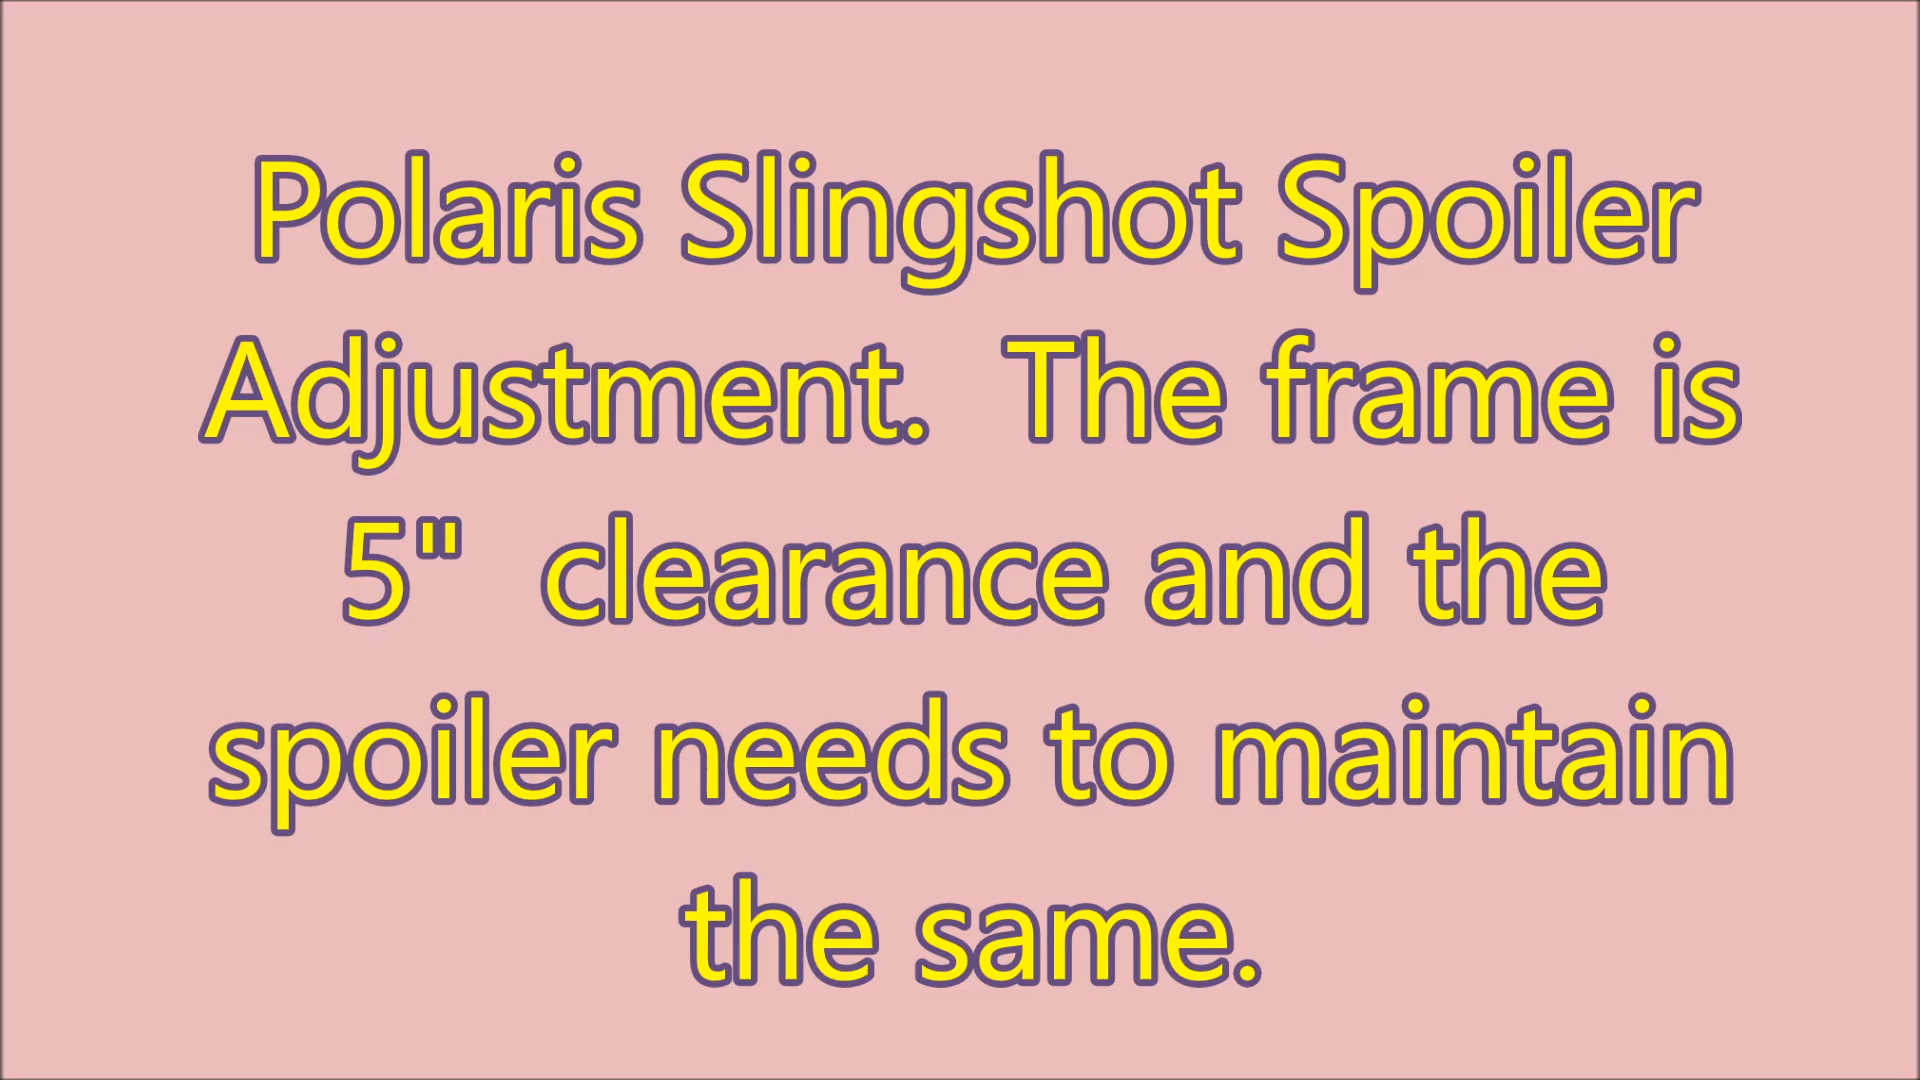 Polaris Slingshot Spoiler
Adjustment.  The frame is
5"  clearance and the
spoiler needs to maintain
the same.